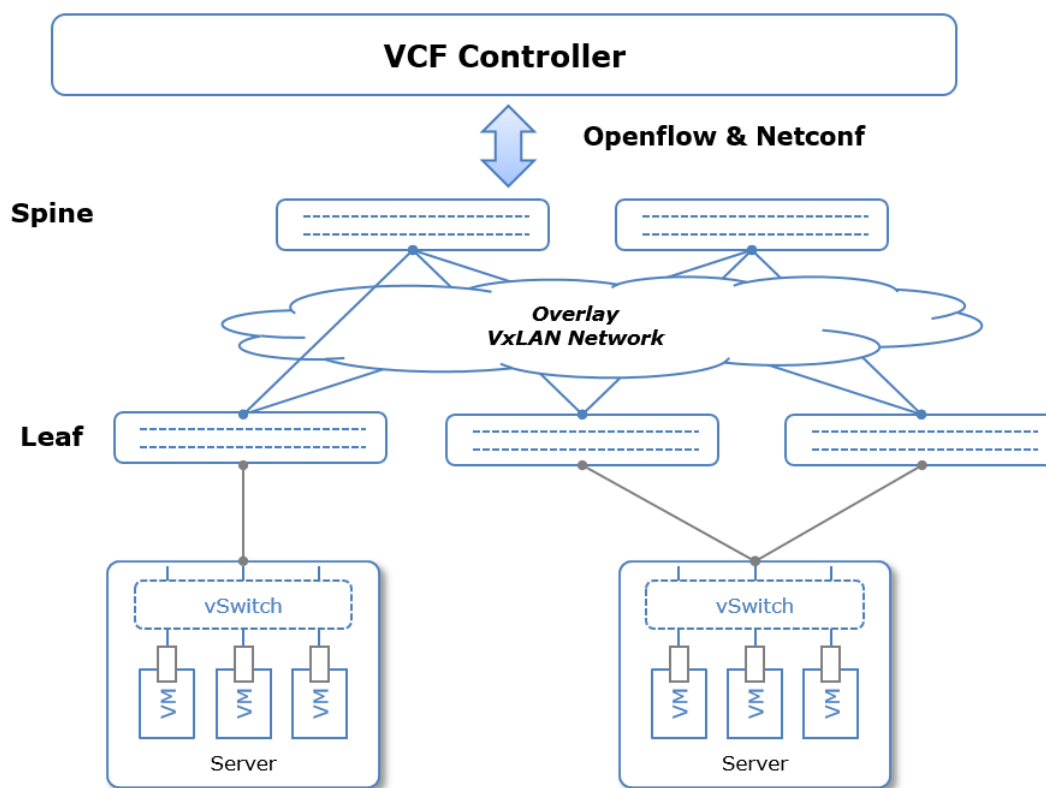 VCF Controller
Openflow & Netconf
Spine
Overlay
VxLAN Network
Leaf
vSwitch
vSwitch
VM VM VM
VM VM VM
Server
Server